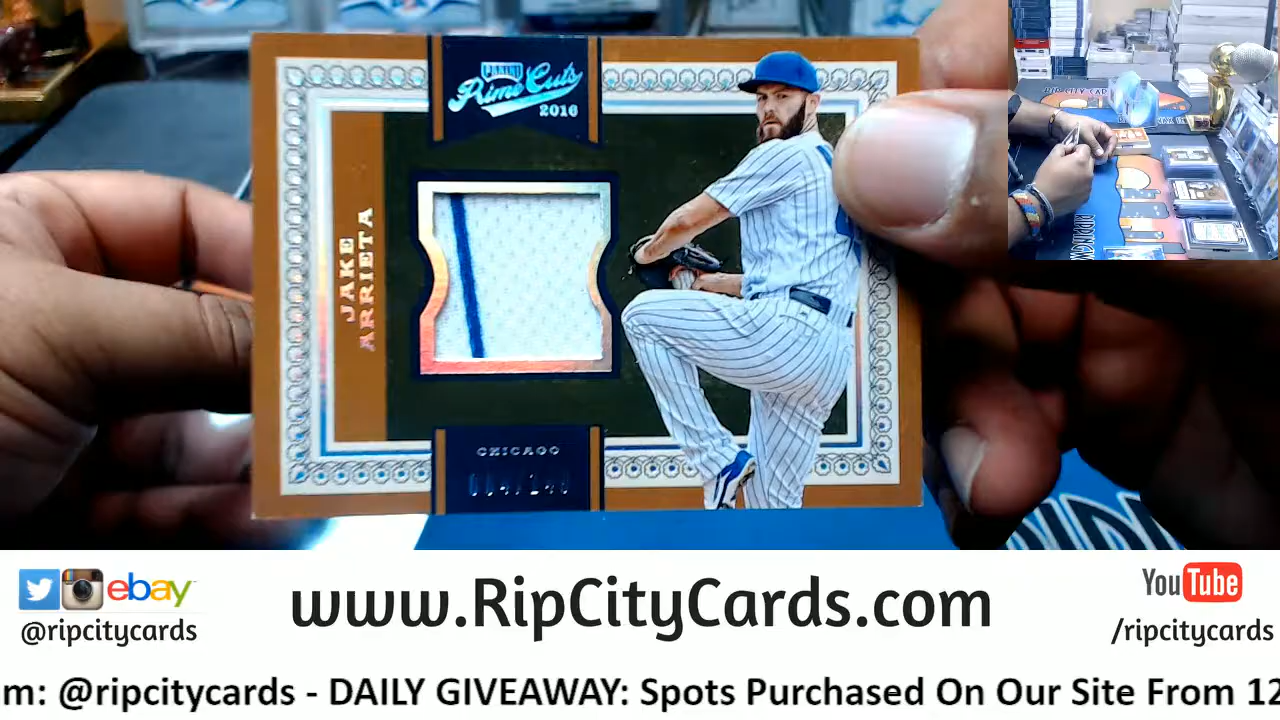 PANINI
Prime Cuts
2016
JAKE
ARRIETA
CHICAGO
ebay
@ripcitycards
www.RipCityCards.com
YouTube
/ripcitycards
m: @ripcitycards - DAILY GIVEAWAY: Spots Purchased On Our Site From 12